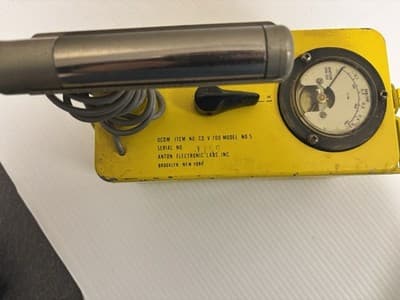 OCDM ITEM NO. CD V-700 MODEL NO 5
SERIAL NO
ANTON ELECTRONIC LABS. INC.
BROOKLYN, NEW YORK